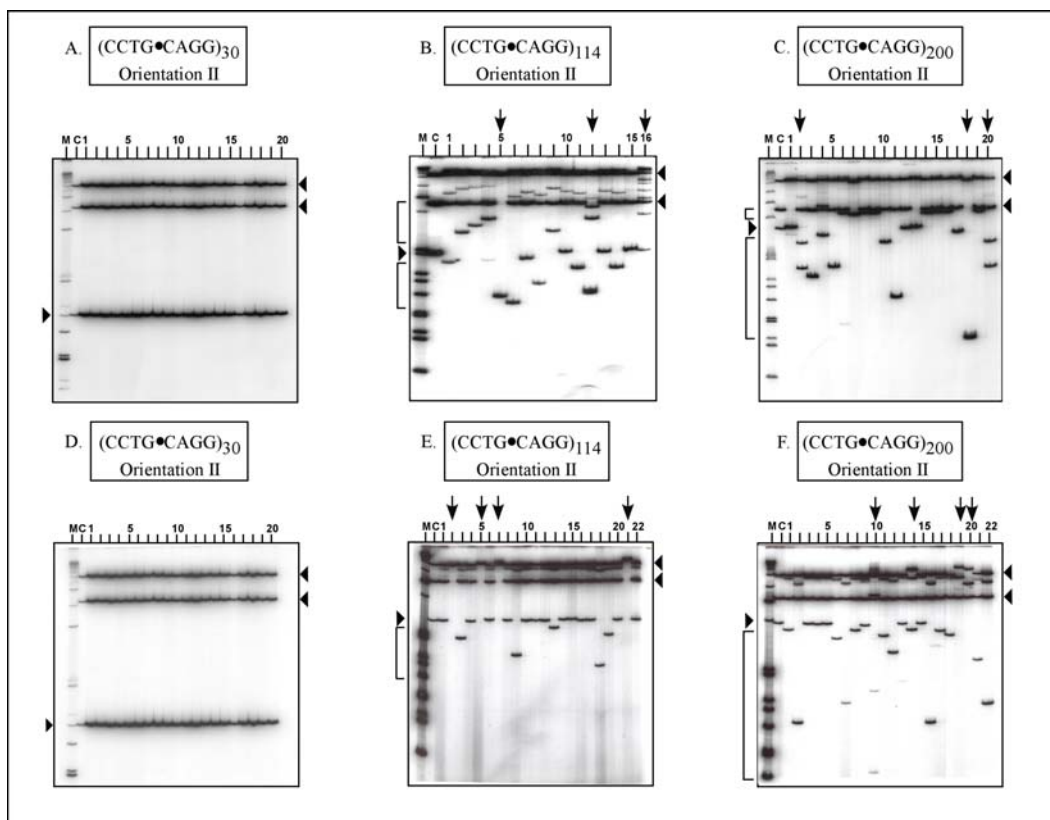 A. (CCTG●CAGG)30
Orientation II
B. (CCTG●CAGG)114
Orientation II
C. (CCTG●CAGG)200
Orientation II
M C 1 5 10 15 20
M C 1 5 10 15 16
M C 1 5 10 15 20
D. (CCTG●CAGG)30
Orientation II
E. (CCTG●CAGG)114
Orientation II
F. (CCTG●CAGG)200
Orientation II
M C 1 5 10 15 20
M C 1 5 10 15 20 22
M C 1 5 10 15 20 22